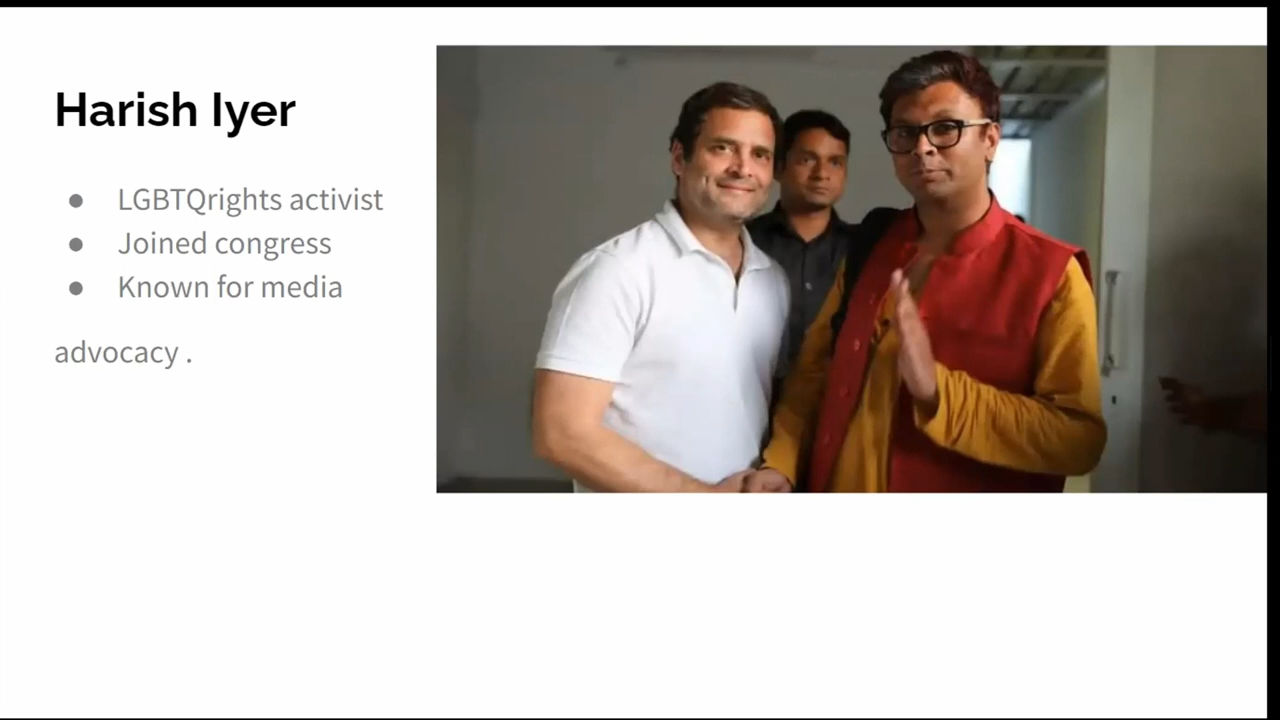 Harish Iyer
● LGBTQrights activist
● Joined congress
● Known for media
advocacy .